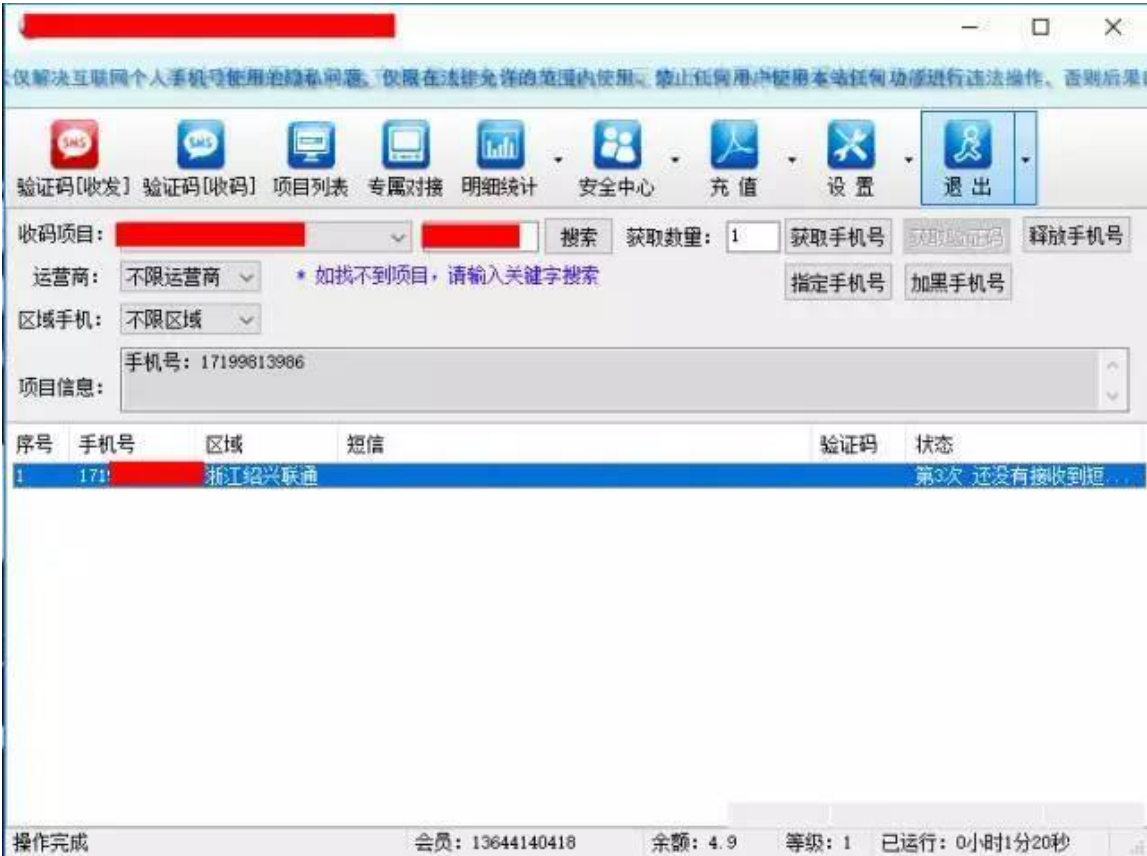 仅解决互联网个人手机号使用的隐私问题。仅限在法律允许的范围内使用。禁止任何用户使用本站任何功能进行违法操作、否则后果
验证码[收发] 验证码[收码] 项目列表 专属对接 明细统计 安全中心 充 值 设 置 退 出
收码项目: 搜索 获取数量: 1 获取手机号 获取验证码 释放手机号
运营商: 不限运营商 * 如找不到项目,请输入关键字搜索 指定手机号 加黑手机号
区域手机: 不限区域
项目信息: 手机号: 17199813986
序号 手机号 区域 短信 验证码 状态
1 171 浙江绍兴联通 第3次 还没有接收到短...
操作完成 会员: 13644140418 余额: 4.9 等级: 1 已运行: 0小时1分20秒